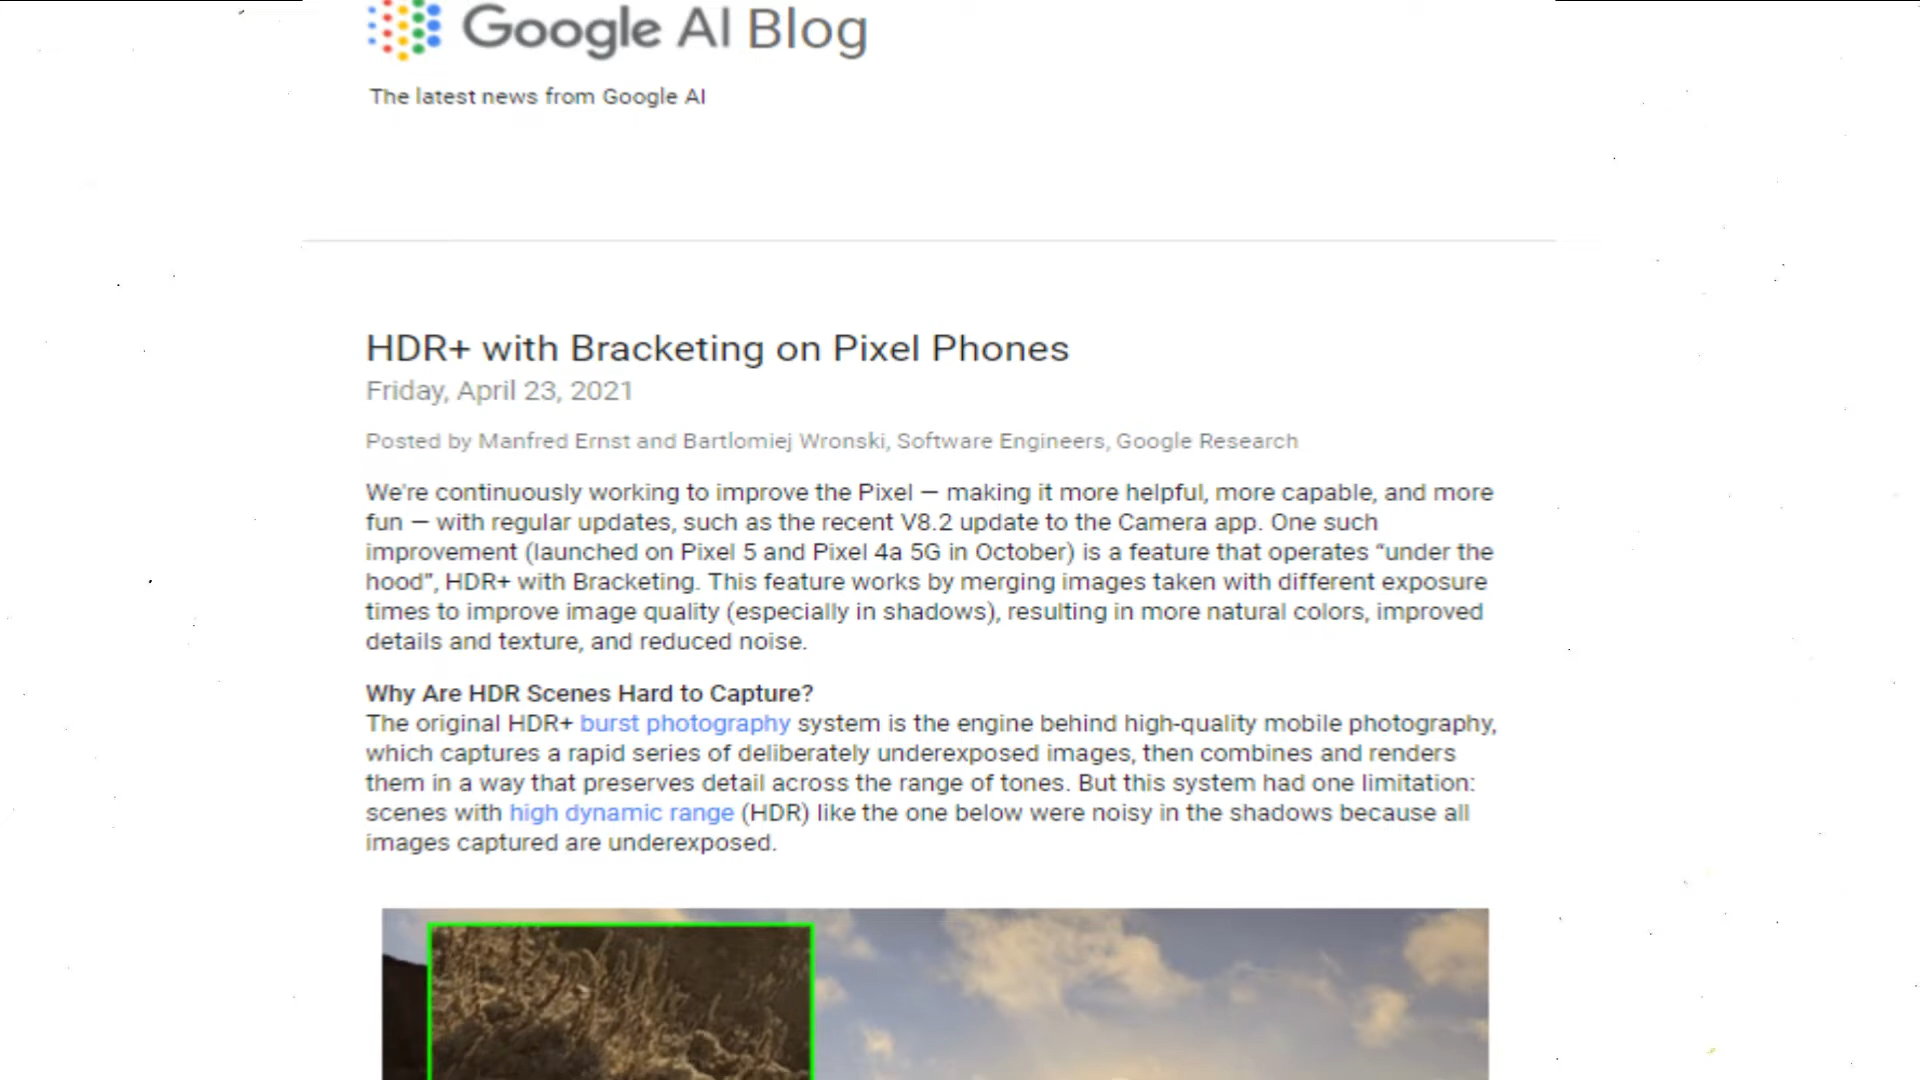 Google AI Blog
The latest news from Google AI
HDR+ with Bracketing on Pixel Phones
Friday, April 23, 2021
Posted by Manfred Ernst and Bartlomiej Wronski, Software Engineers, Google Research
We're continuously working to improve the Pixel — making it more helpful, more capable, and more
fun — with regular updates, such as the recent V8.2 update to the Camera app. One such
improvement (launched on Pixel 5 and Pixel 4a 5G in October) is a feature that operates “under the
hood”, HDR+ with Bracketing. This feature works by merging images taken with different exposure
times to improve image quality (especially in shadows), resulting in more natural colors, improved
details and texture, and reduced noise.
Why Are HDR Scenes Hard to Capture?
The original HDR+ burst photography system is the engine behind high-quality mobile photography,
which captures a rapid series of deliberately underexposed images, then combines and renders
them in a way that preserves detail across the range of tones. But this system had one limitation:
scenes with high dynamic range (HDR) like the one below were noisy in the shadows because all
images captured are underexposed.